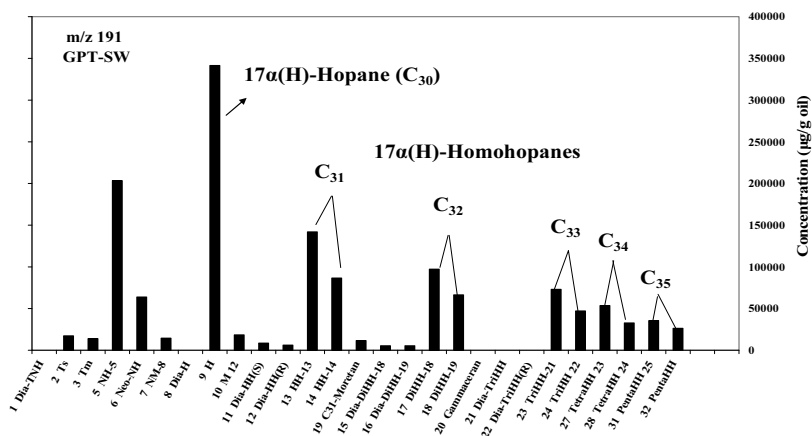 m/z 191
GPT-SW
17α(H)-Hopane (C30)
17α(H)-Homohopanes
C31
C32
C33
C34
C35
400000
350000
300000
250000
200000
150000
100000
50000
0
Concentration (µg/g oil)
1 Dia-TNH
2 Ts
3 Tm
5 NH-5
6 Neo-NH
7 NM-8
8 Dia-H
9 H
10 M 12
11 Dia-HH(S)
12 Dia-HH(R)
13 HH-13
14 HH-14
19 C31-Moretan
15 Dia-DiHH-18
16 Dia-DiHH-19
17 DiHHL-18
18 DiHHL-19
20 Gammaceran
21 Dia-TriHH
22 Dia-TriHH(R)
23 TriHH-21
24 TriHH 22
27 TetraHH 23
28 TetraHH 24
31 PentaHH 25
32 PentaHH